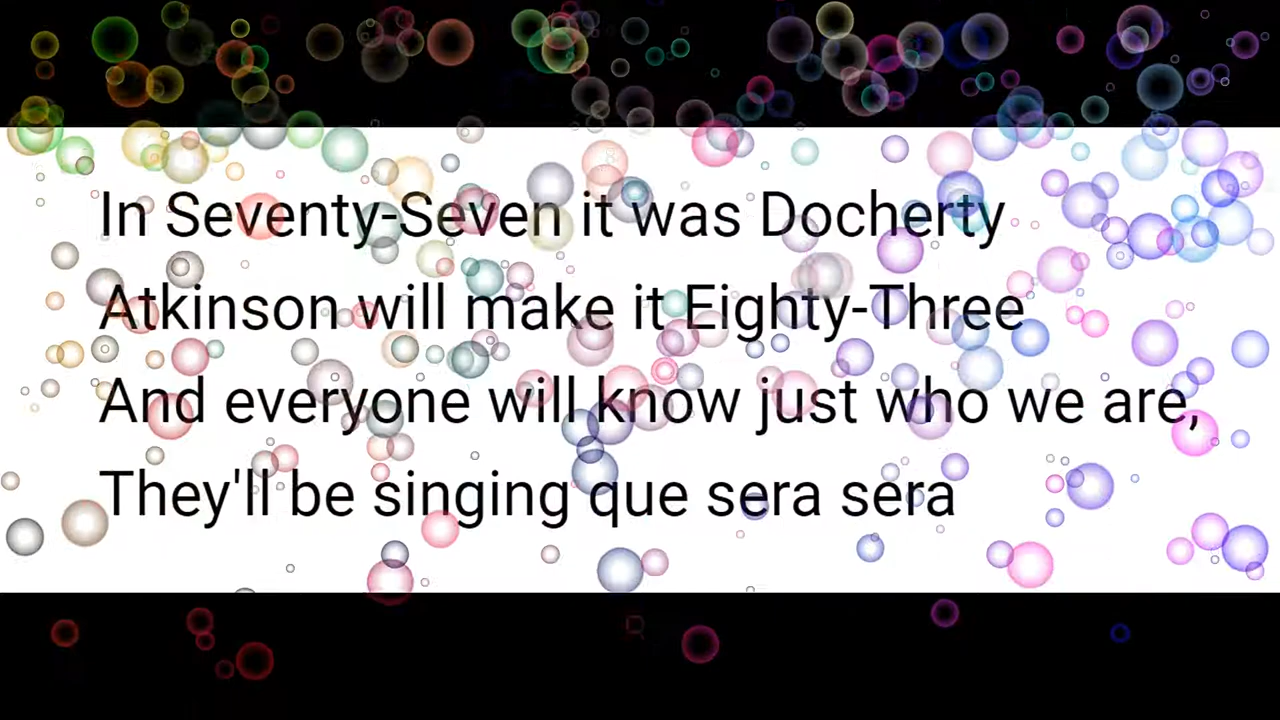 In Seventy-Seven it was Docherty
Atkinson will make it Eighty-Three
And everyone will know just who we are,
They'll be singing que sera sera